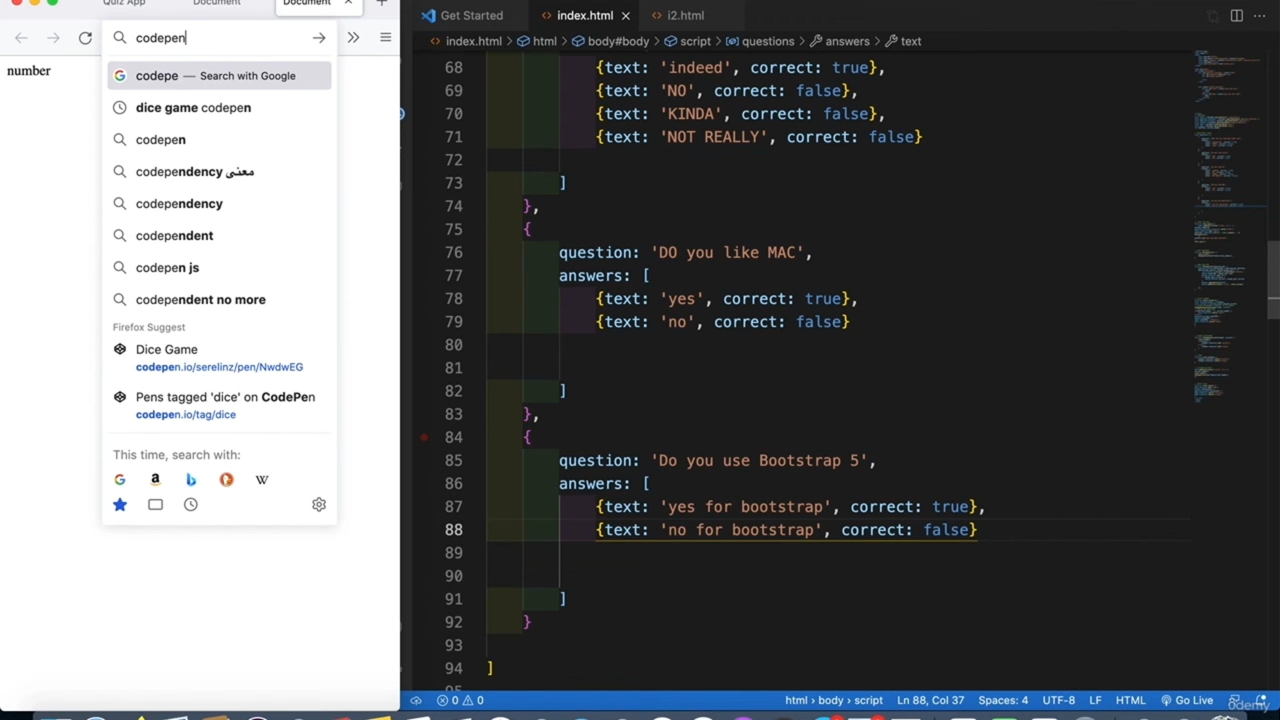 Quiz App
Document
Document
codepen
number
codepe — Search with Google
dice game codepen
codepen
codependency معنى
codependency
codependent
codepen js
codependent no more
Firefox Suggest
Dice Game
codepen.io/serelinz/pen/NwdwEG
Pens tagged 'dice' on CodePen
codepen.io/tag/dice
This time, search with:
Get Started
index.html
i2.html
index.html > html > body#body > script > questions > answers > text
68 {text: 'indeed', correct: true},
69 {text: 'NO', correct: false},
70 {text: 'KINDA', correct: false},
71 {text: 'NOT REALLY', correct: false}
72
73 ]
74 },
75 {
76 question: 'DO you like MAC',
77 answers: [
78 {text: 'yes', correct: true},
79 {text: 'no', correct: false}
80
81
82 ]
83 },
84 {
85 question: 'Do you use Bootstrap 5',
86 answers: [
87 {text: 'yes for bootstrap', correct: true},
88 {text: 'no for bootstrap', correct: false}
89
90
91 ]
92 }
93
94 ]
0 0
html > body > script
Ln 88, Col 37
Spaces: 4
UTF-8
LF
HTML
Go Live
udemy